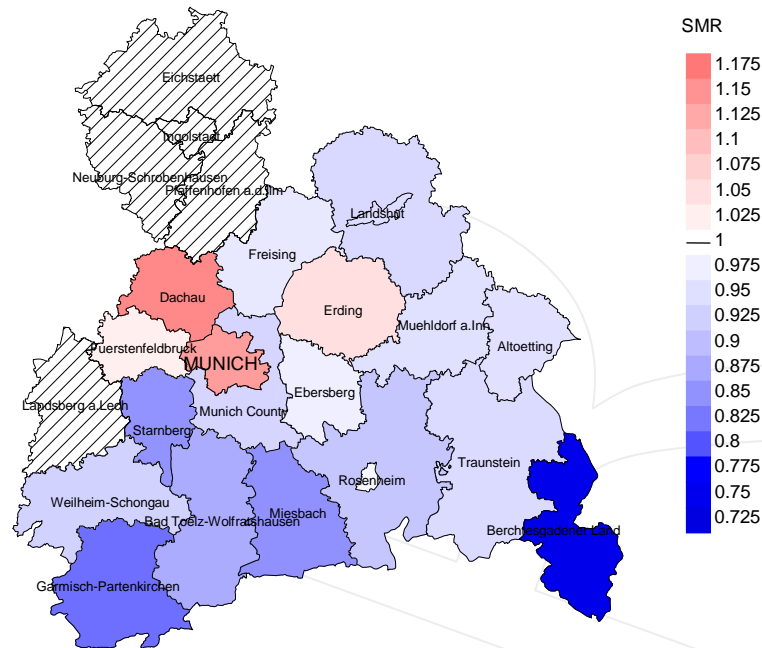 SMR
1.175
1.15
1.125
1.1
1.075
1.05
1.025
1
0.975
0.95
0.925
0.9
0.875
0.85
0.825
0.8
0.775
0.75
0.725
Eichstaett
Ingolstadt
Neuburg-Schrobenhausen
Pfaffenhofen a.d.Ilm
Landshut
Freising
Dachau
Erding
Muehldorf a.Inn
Fuerstenfeldbruck
Altoetting
MUNICH
Ebersberg
Landsberg a.Lech
Munich County
Starnberg
Traunstein
Rosenheim
Weilheim-Schongau
Miesbach
Bad Toelz-Wolfratshausen
Berchtesgadener Land
Garmisch-Partenkirchen